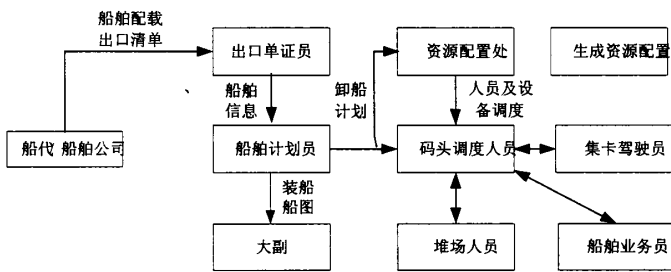 船舶配载
出口清单
出口单证员
资源配置处
生成资源配置
船舶
信息
卸船
计划
人员及设
备调度
船代 船舶公司
船舶计划员
码头调度人员
集卡驾驶员
装船
船图
大副
堆场人员
船舶业务员